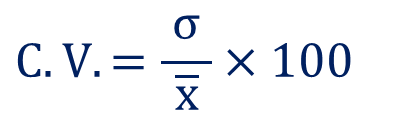 C. V. = σ / x̄ × 100